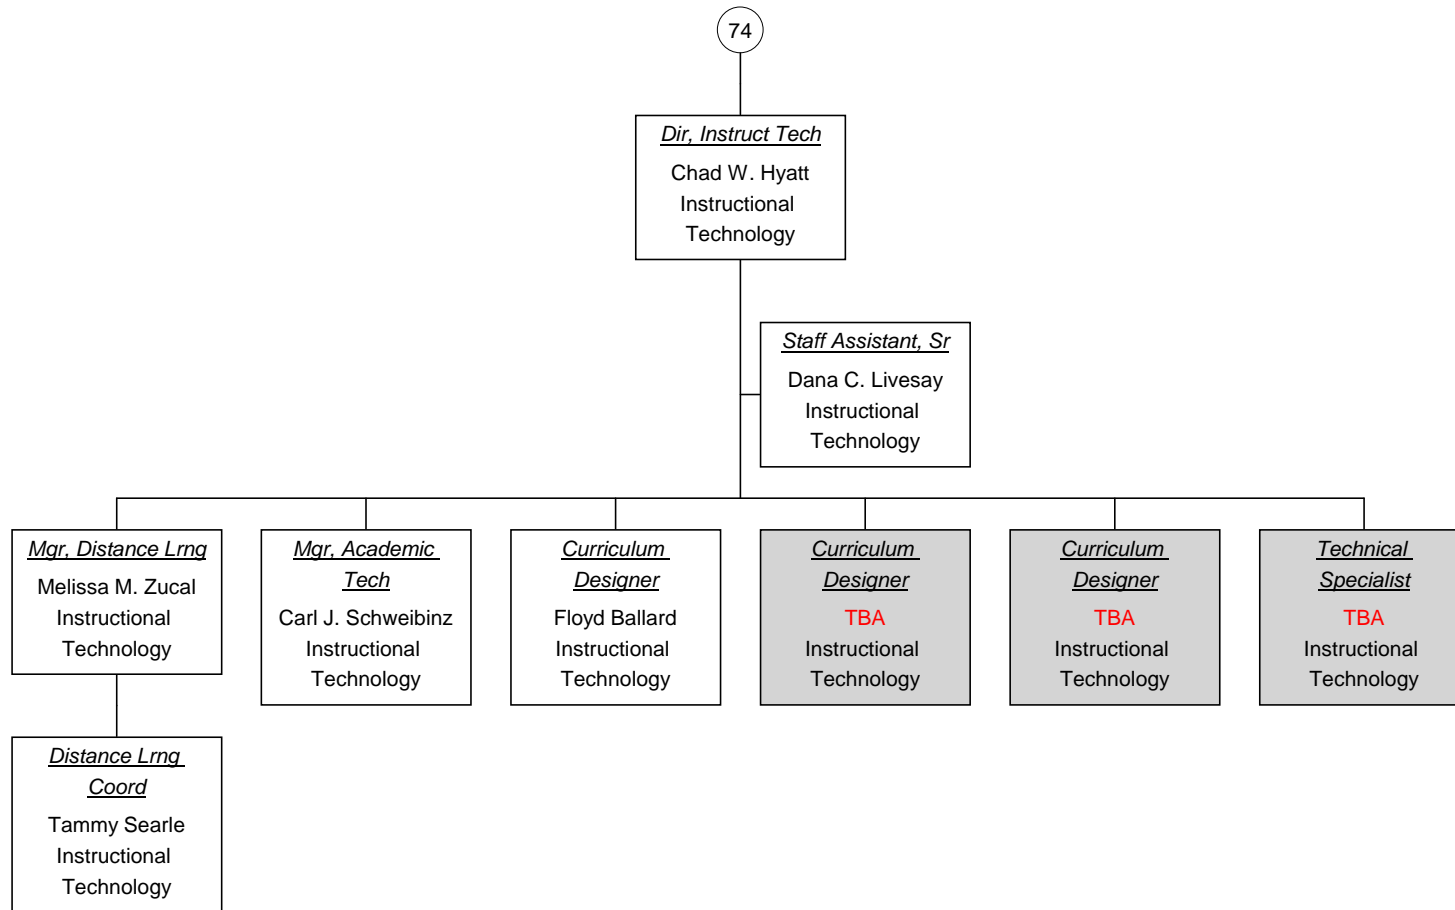 74
Dir, Instruct Tech
Chad W. Hyatt
Instructional
Technology
Staff Assistant, Sr
Dana C. Livesay
Instructional
Technology
Mgr, Distance Lrng
Melissa M. Zucal
Instructional
Technology
Mgr, Academic
Tech
Carl J. Schweibinz
Instructional
Technology
Curriculum
Designer
Floyd Ballard
Instructional
Technology
Curriculum
Designer
TBA
Instructional
Technology
Curriculum
Designer
TBA
Instructional
Technology
Technical
Specialist
TBA
Instructional
Technology
Distance Lrng
Coord
Tammy Searle
Instructional
Technology